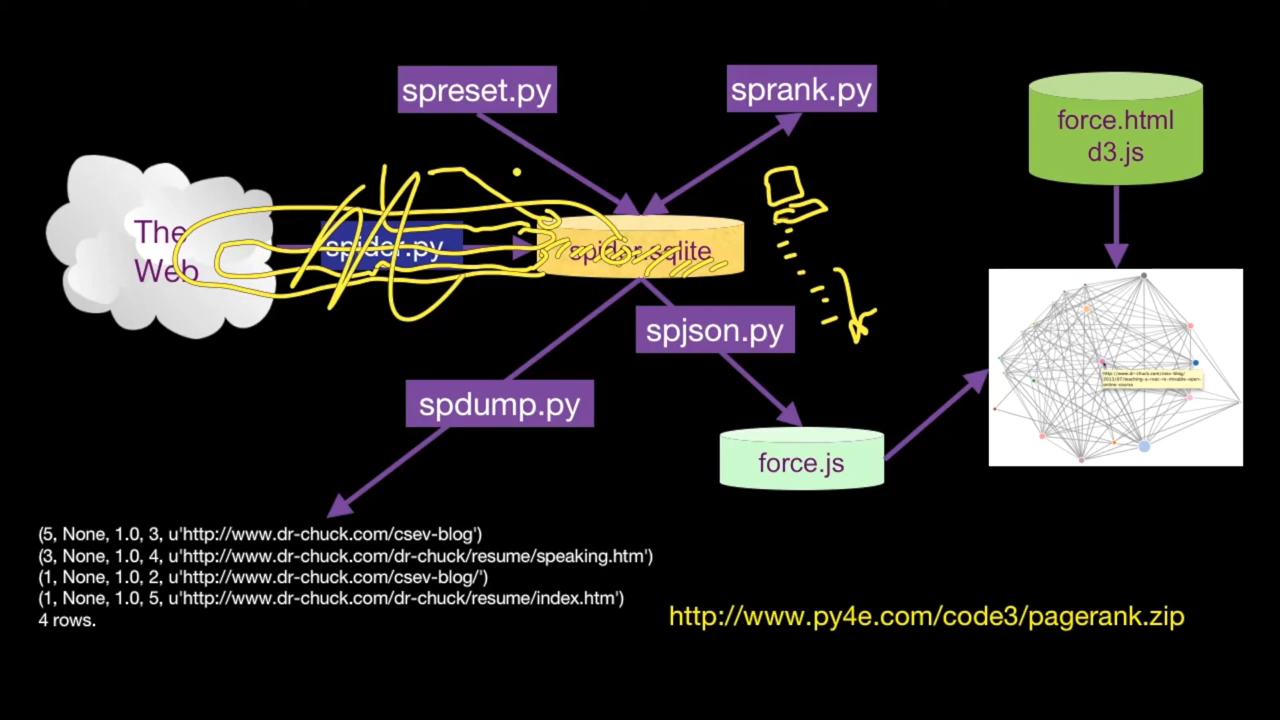 spreset.py
sprank.py
force.html
d3.js
The
Web
spider.py
spider.sqlite
spjson.py
spdump.py
force.js
(5, None, 1.0, 3, u'http://www.dr-chuck.com/csev-blog')
(3, None, 1.0, 4, u'http://www.dr-chuck.com/dr-chuck/resume/speaking.htm')
(1, None, 1.0, 2, u'http://www.dr-chuck.com/csev-blog/')
(1, None, 1.0, 5, u'http://www.dr-chuck.com/dr-chuck/resume/index.htm')
4 rows.
http://www.py4e.com/code3/pagerank.zip